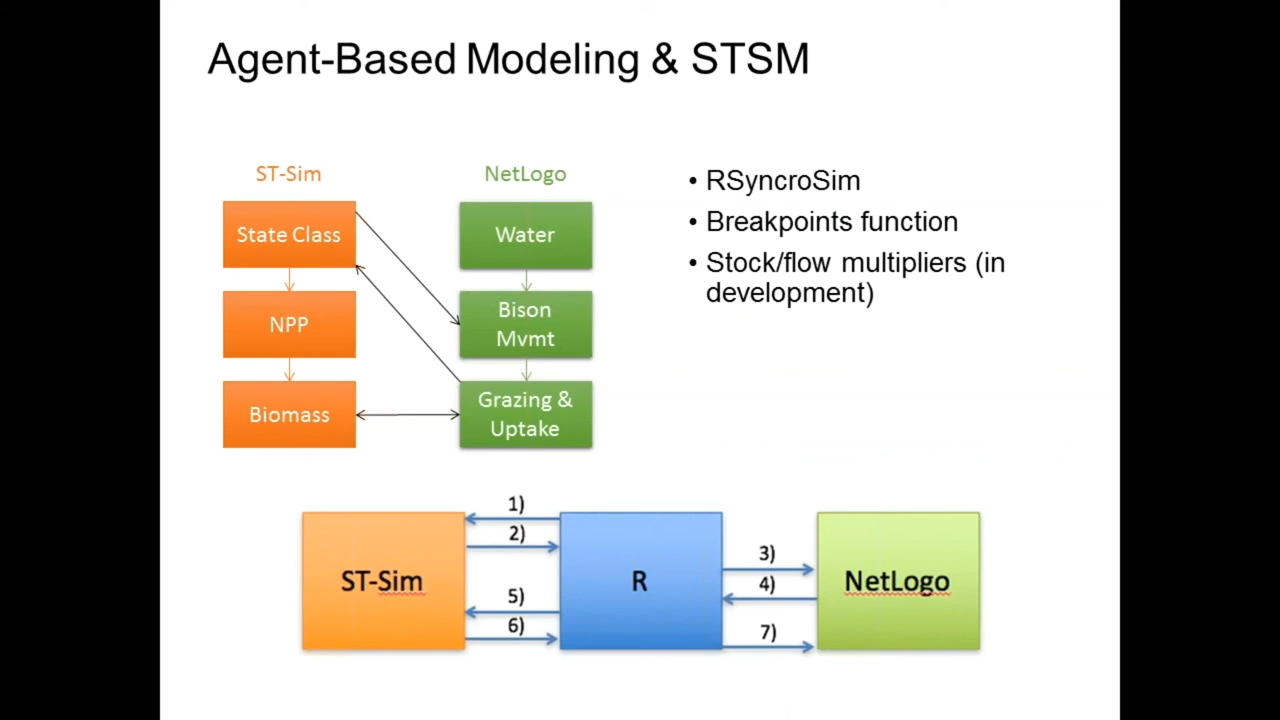 Agent-Based Modeling & STSM
ST-Sim
NetLogo
State Class
NPP
Biomass
Water
Bison
Mvmt
Grazing &
Uptake
• RSyncroSim
• Breakpoints function
• Stock/flow multipliers (in
development)
1)
2)
3)
4)
5)
6)
7)
ST-Sim
R
NetLogo